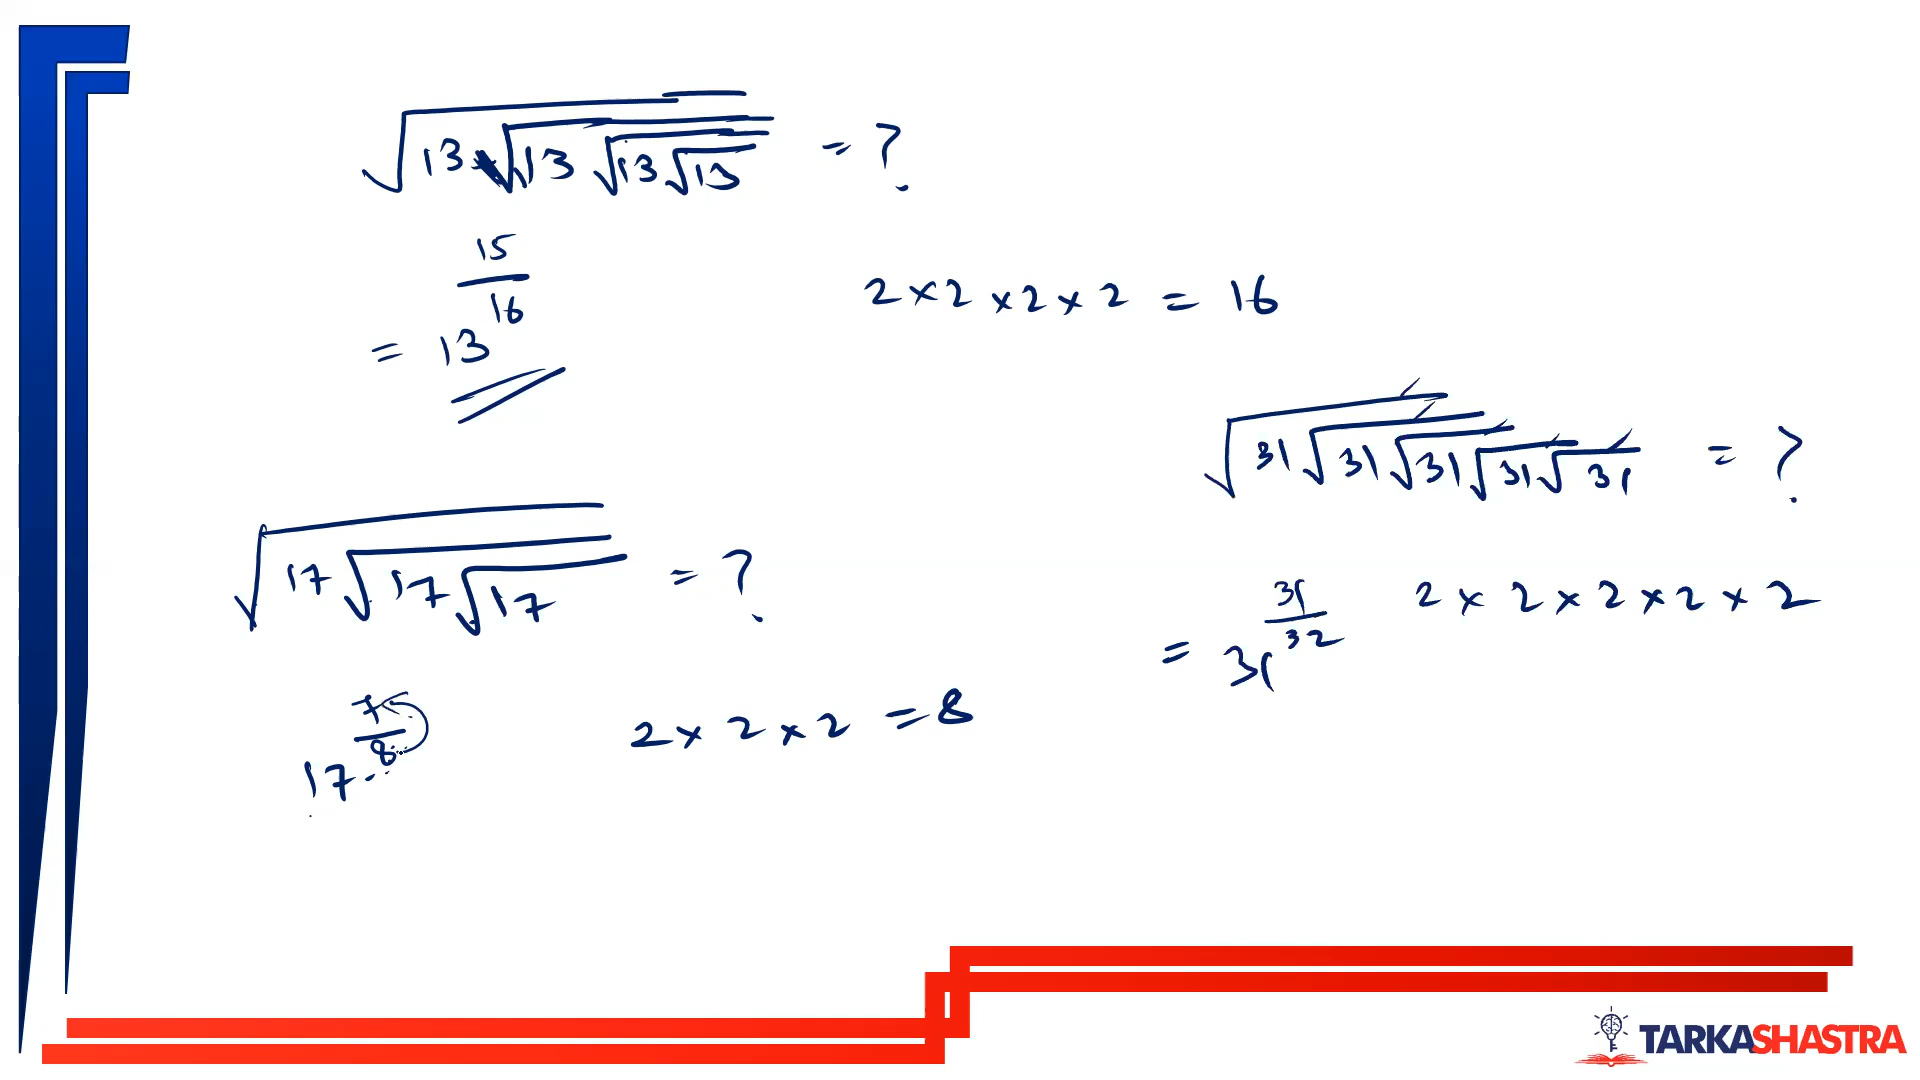 √13√13√13√13 = ?
= 13^15/16
2 × 2 × 2 × 2 = 16
√31√31√31√31√31 = ?
= 31^31/32
2 × 2 × 2 × 2 × 2
√17√17√17 = ?
17^7/8
2 × 2 × 2 = 8
TARKASHASTRA